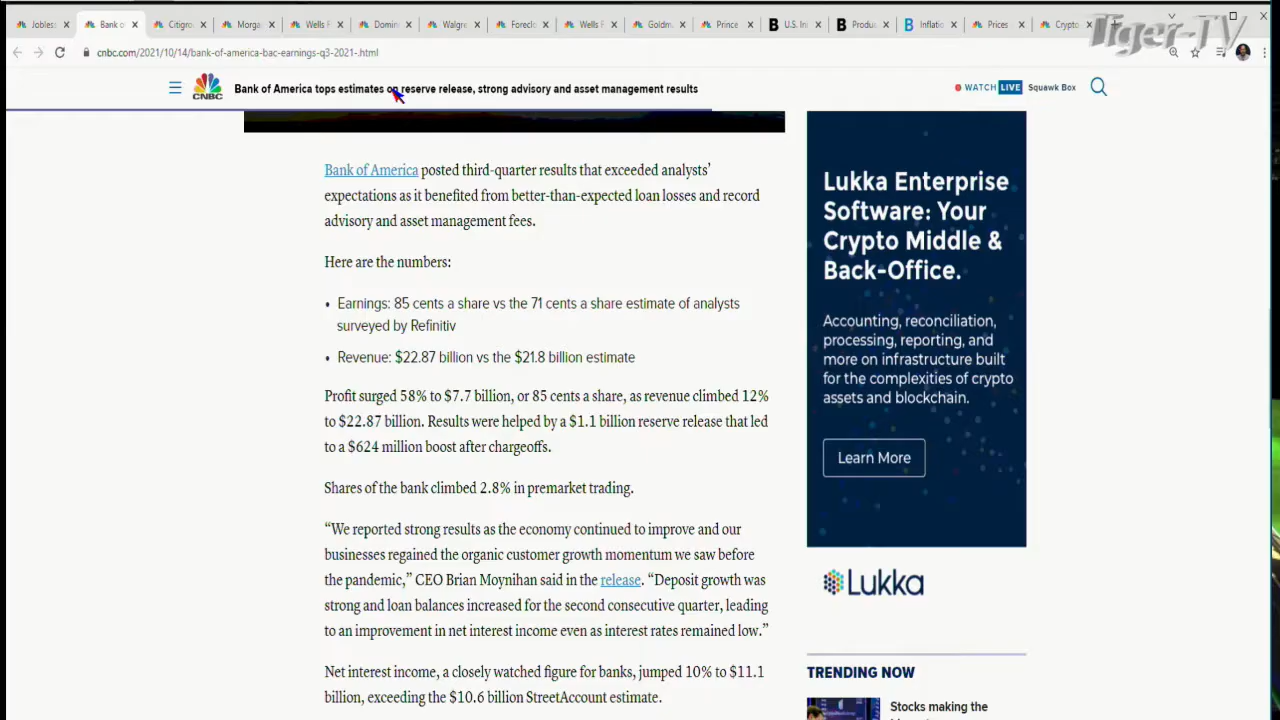 Jobless
Bank of
Citigro
Morga
Wells F
Domin
Walgre
Foreclo
Wells F
Goldm
Prince
U.S. In
Produ
Inflatio
Prices
Crypto
Tiger-TV
cnbc.com/2021/10/14/bank-of-america-bac-earnings-q3-2021-.html
CNBC
Bank of America tops estimates on reserve release, strong advisory and asset management results
WATCH LIVE Squawk Box
Bank of America posted third-quarter results that exceeded analysts’
expectations as it benefited from better-than-expected loan losses and record
advisory and asset management fees.
Here are the numbers:
• Earnings: 85 cents a share vs the 71 cents a share estimate of analysts
surveyed by Refinitiv
• Revenue: $22.87 billion vs the $21.8 billion estimate
Profit surged 58% to $7.7 billion, or 85 cents a share, as revenue climbed 12%
to $22.87 billion. Results were helped by a $1.1 billion reserve release that led
to a $624 million boost after chargeoffs.
Shares of the bank climbed 2.8% in premarket trading.
“We reported strong results as the economy continued to improve and our
businesses regained the organic customer growth momentum we saw before
the pandemic,” CEO Brian Moynihan said in the release. “Deposit growth was
strong and loan balances increased for the second consecutive quarter, leading
to an improvement in net interest income even as interest rates remained low.”
Net interest income, a closely watched figure for banks, jumped 10% to $11.1
billion, exceeding the $10.6 billion StreetAccount estimate.
Lukka Enterprise
Software: Your
Crypto Middle &
Back-Office.
Accounting, reconciliation,
processing, reporting, and
more on infrastructure built
for the complexities of crypto
assets and blockchain.
Learn More
Lukka
TRENDING NOW
Stocks making the